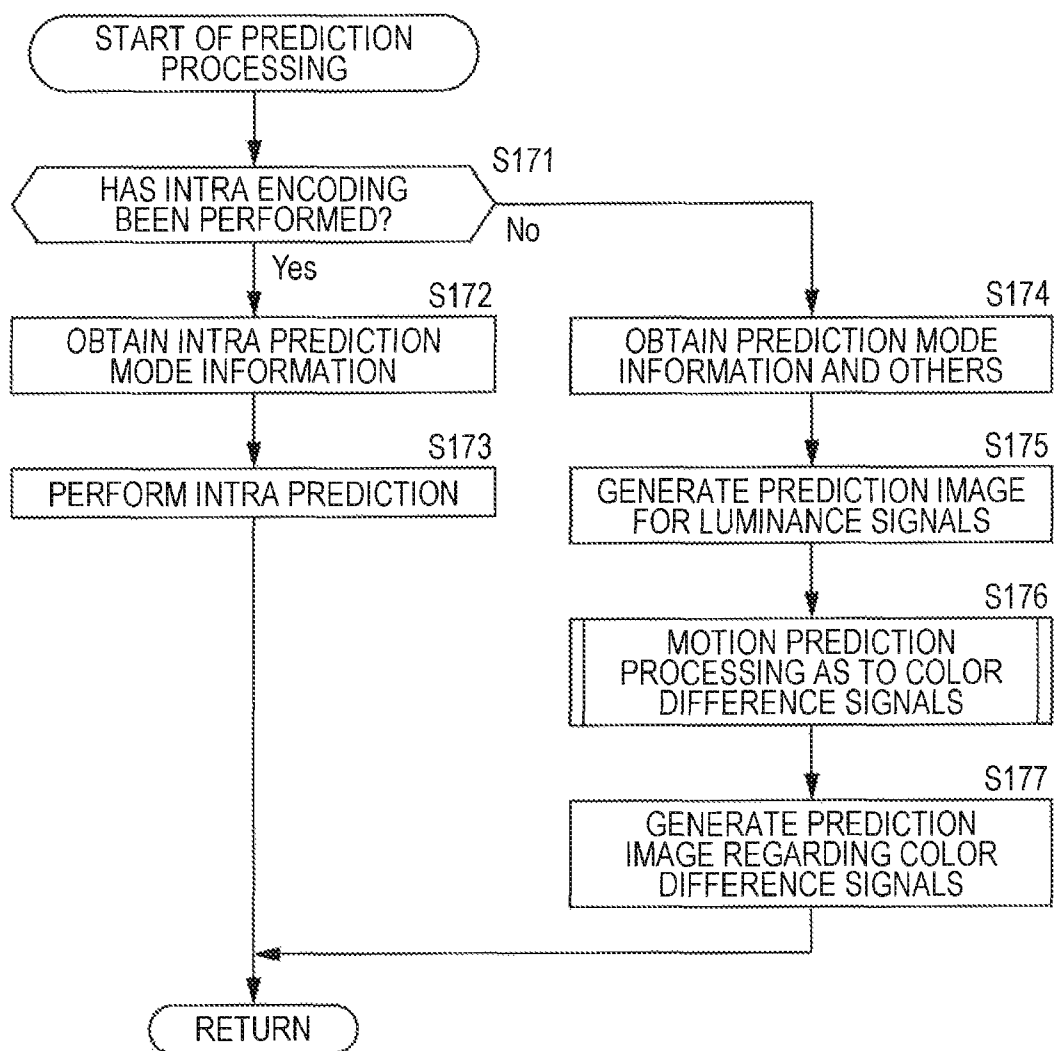 START OF PREDICTION
PROCESSING
S171
HAS INTRA ENCODING
BEEN PERFORMED?
No
Yes
S172
OBTAIN INTRA PREDICTION
MODE INFORMATION
S173
PERFORM INTRA PREDICTION
S174
OBTAIN PREDICTION MODE
INFORMATION AND OTHERS
S175
GENERATE PREDICTION IMAGE
FOR LUMINANCE SIGNALS
S176
MOTION PREDICTION
PROCESSING AS TO COLOR
DIFFERENCE SIGNALS
S177
GENERATE PREDICTION
IMAGE REGARDING COLOR
DIFFERENCE SIGNALS
RETURN